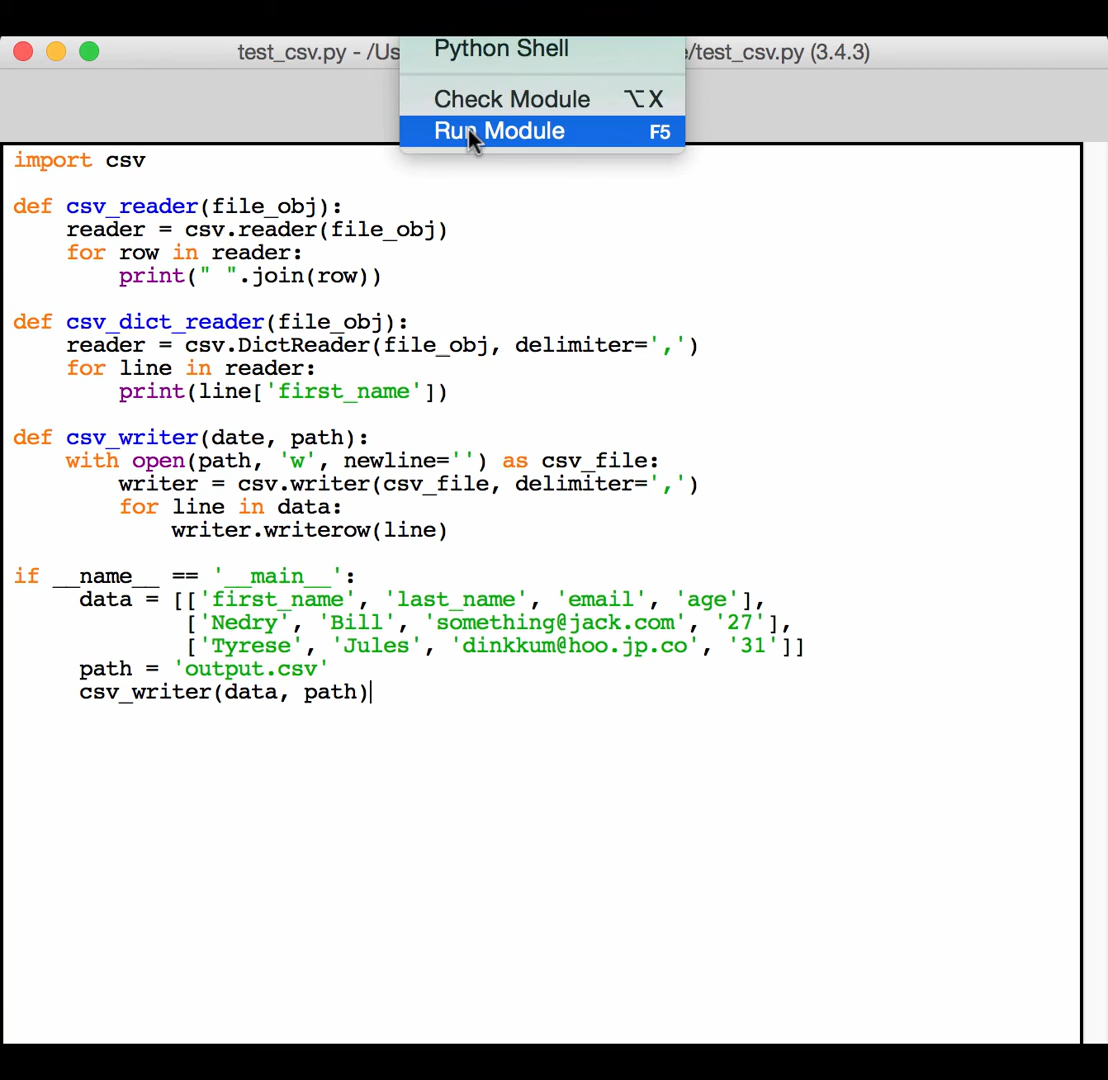 Python Shell
test_csv.py - /Us
e/test_csv.py (3.4.3)
Check Module ⌥X
Run Module F5
import csv
def csv_reader(file_obj):
    reader = csv.reader(file_obj)
    for row in reader:
        print(" ".join(row))
def csv_dict_reader(file_obj):
    reader = csv.DictReader(file_obj, delimiter=',')
    for line in reader:
        print(line['first_name'])
def csv_writer(date, path):
    with open(path, 'w', newline='') as csv_file:
        writer = csv.writer(csv_file, delimiter=',')
        for line in data:
            writer.writerow(line)
if __name__ == '__main__':
     data = [['first_name', 'last_name', 'email', 'age'],
             ['Nedry', 'Bill', 'something@jack.com', '27'],
             ['Tyrese', 'Jules', 'dinkkum@hoo.jp.co', '31']]
     path = 'output.csv'
     csv_writer(data, path)